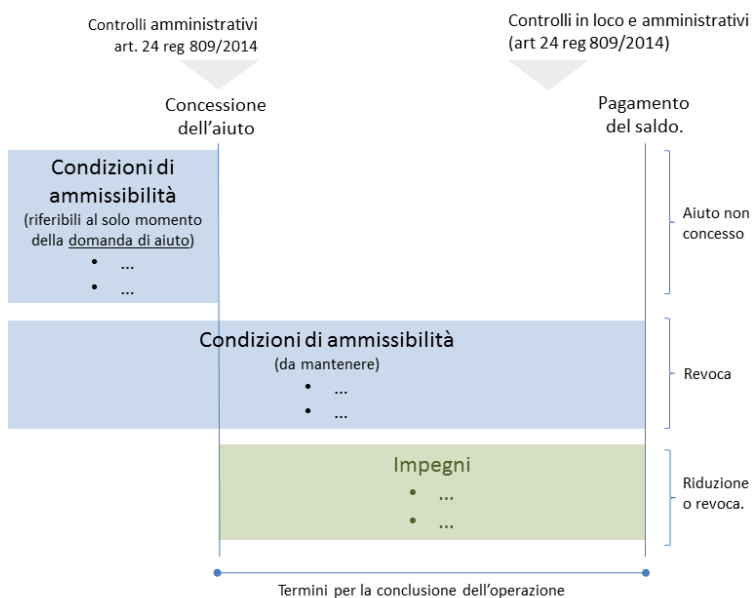 Controlli amministrativi
art. 24 reg 809/2014
Controlli in loco e amministrativi
(art 24 reg 809/2014)
Concessione
dell'aiuto
Pagamento
del saldo.
Condizioni di
ammissibilità
(riferibili al solo momento
della domanda di aiuto)
• ...
• ...
Aiuto non
concesso
Condizioni di ammissibilità
(da mantenere)
• ...
• ...
Revoca
Impegni
• ...
• ...
Riduzione
o revoca.
Termini per la conclusione dell'operazione